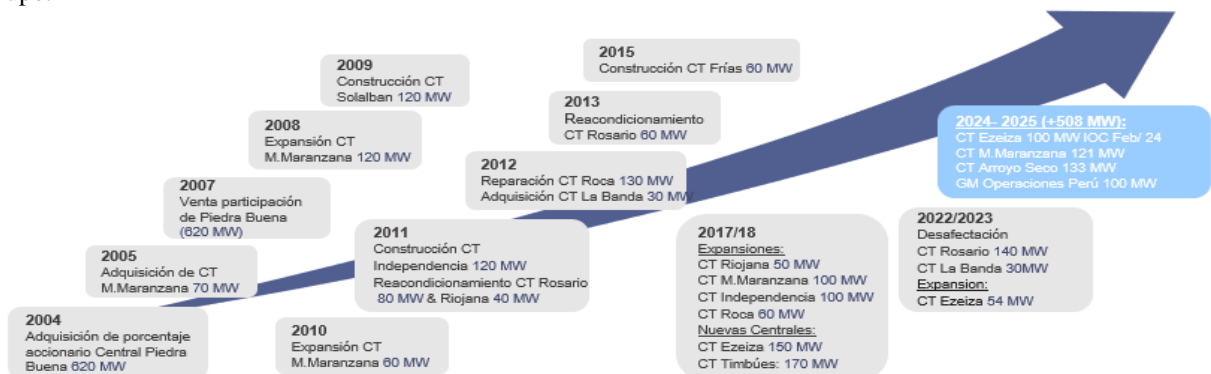 2004
Adquisición de porcentaje
accionario Central Piedra
Buena 620 MW
2005
Adquisición de CT
M.Maranzana 70 MW
2007
Venta participación
de Piedra Buena
(620 MW)
2008
Expansión CT
M.Maranzana 120 MW
2009
Construcción CT
Solalban 120 MW
2010
Expansión CT
M.Maranzana 60 MW
2011
Construcción CT
Independencia 120 MW
Reacondicionamiento CT Rosario
80 MW & Riojana 40 MW
2012
Reparación CT Roca 130 MW
Adquisición CT La Banda 30 MW
2013
Reacondicionamiento
CT Rosario 60 MW
2015
Construcción CT Frías 60 MW
2017/18
Expansiones:
CT Riojana 50 MW
CT M.Maranzana 100 MW
CT Independencia 100 MW
CT Roca 60 MW
Nuevas Centrales:
CT Ezeiza 150 MW
CT Timbúes: 170 MW
2022/2023
Desafectación
CT Rosario 140 MW
CT La Banda 30MW
Expansion:
CT Ezeiza 54 MW
2024- 2025 (+508 MW):
CT Ezeiza 100 MW IOC Feb/ 24
CT M.Maranzana 121 MW
CT Arroyo Seco 133 MW
GM Operaciones Perú 100 MW